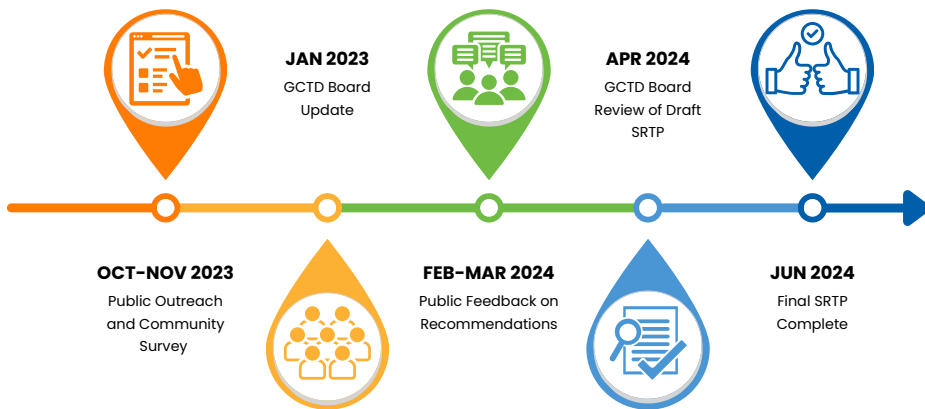 JAN 2023
GCTD Board
Update
APR 2024
GCTD Board
Review of Draft
SRTP
OCT-NOV 2023
Public Outreach
and Community
Survey
FEB-MAR 2024
Public Feedback on
Recommendations
JUN 2024
Final SRTP
Complete